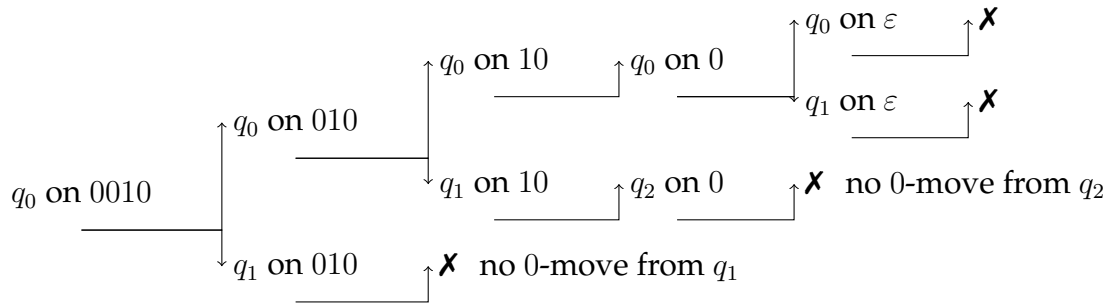 q₀ on ε ✗
q₀ on 10 q₀ on 0
q₁ on ε ✗
q₀ on 010
q₀ on 0010
q₁ on 10 q₂ on 0 ✗ no 0-move from q₂
q₁ on 010 ✗ no 0-move from q₁